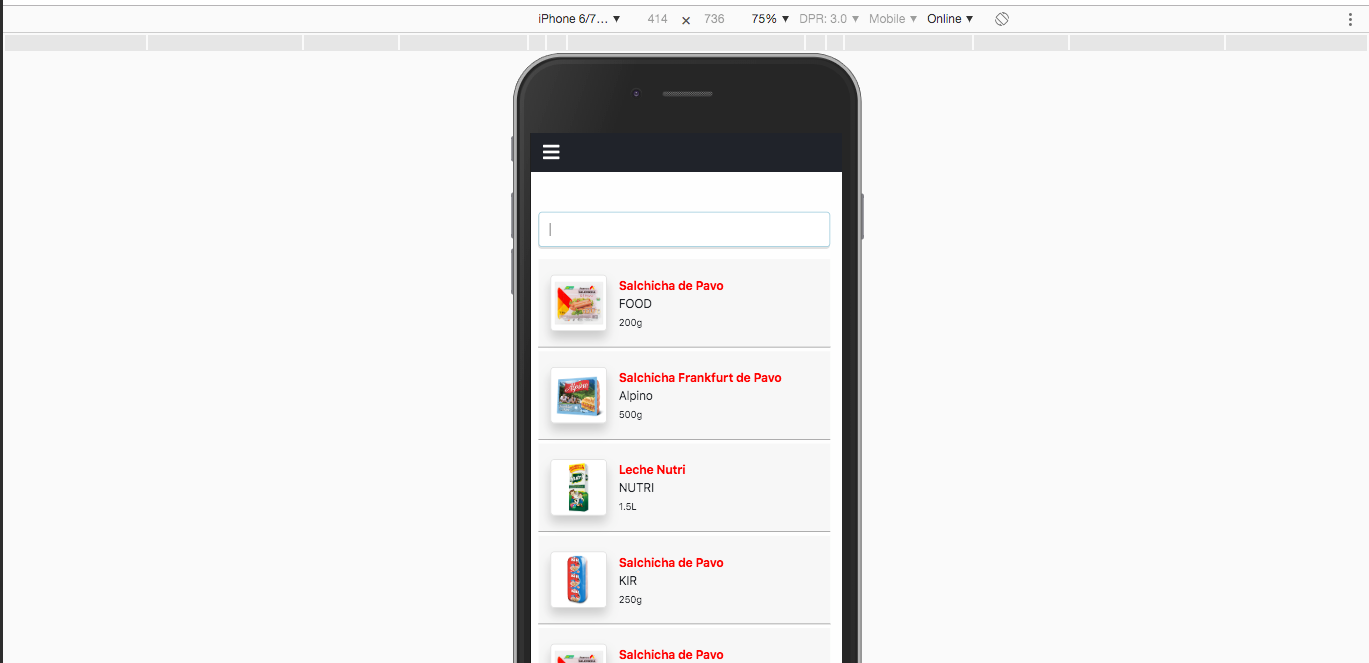 iPhone 6/7... ▼ 414 × 736 75% ▼ DPR: 3.0 ▼ Mobile ▼ Online ▼
Salchicha de Pavo
FOOD
200g
Alpino
Salchicha Frankfurt de Pavo
Alpino
500g
Leche Nutri
NUTRI
1.5L
Salchicha de Pavo
KIR
250g
Salchicha de Pavo